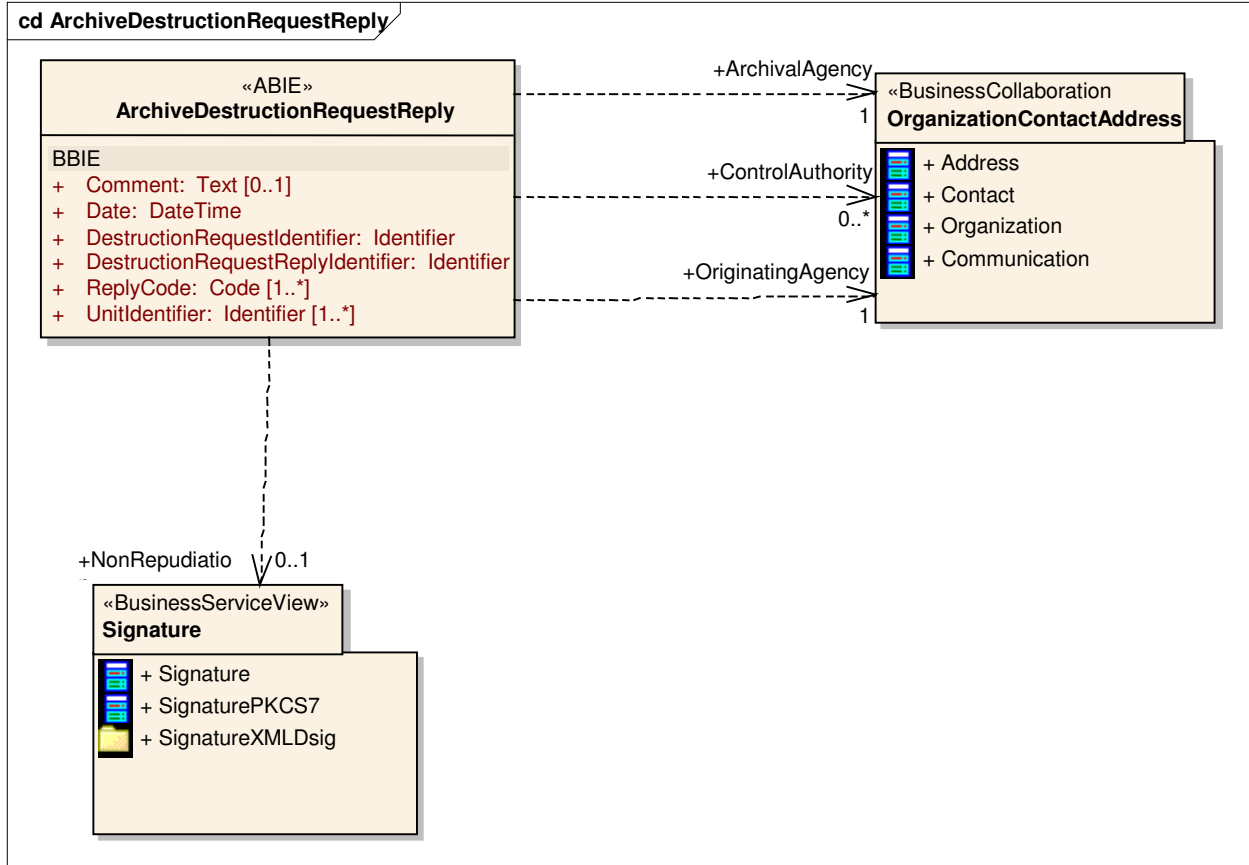 cd ArchiveDestructionRequestReply
«ABIE»
ArchiveDestructionRequestReply
BBIE
+ Comment: Text [0..1]
+ Date: DateTime
+ DestructionRequestIdentifier: Identifier
+ DestructionRequestReplyIdentifier: Identifier
+ ReplyCode: Code [1..*]
+ UnitIdentifier: Identifier [1..*]
+ArchivalAgency
1
+ControlAuthority
0..*
+OriginatingAgency
1
«BusinessCollaboration
OrganizationContactAddress
+ Address
+ Contact
+ Organization
+ Communication
+NonRepudiatio
0..1
«BusinessServiceView»
Signature
+ Signature
+ SignaturePKCS7
+ SignatureXMLDsig